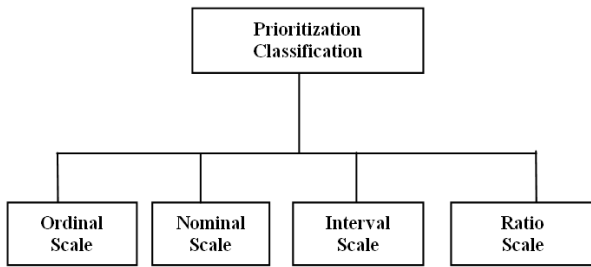 Prioritization
Classification
Ordinal
Scale
Nominal
Scale
Interval
Scale
Ratio
Scale